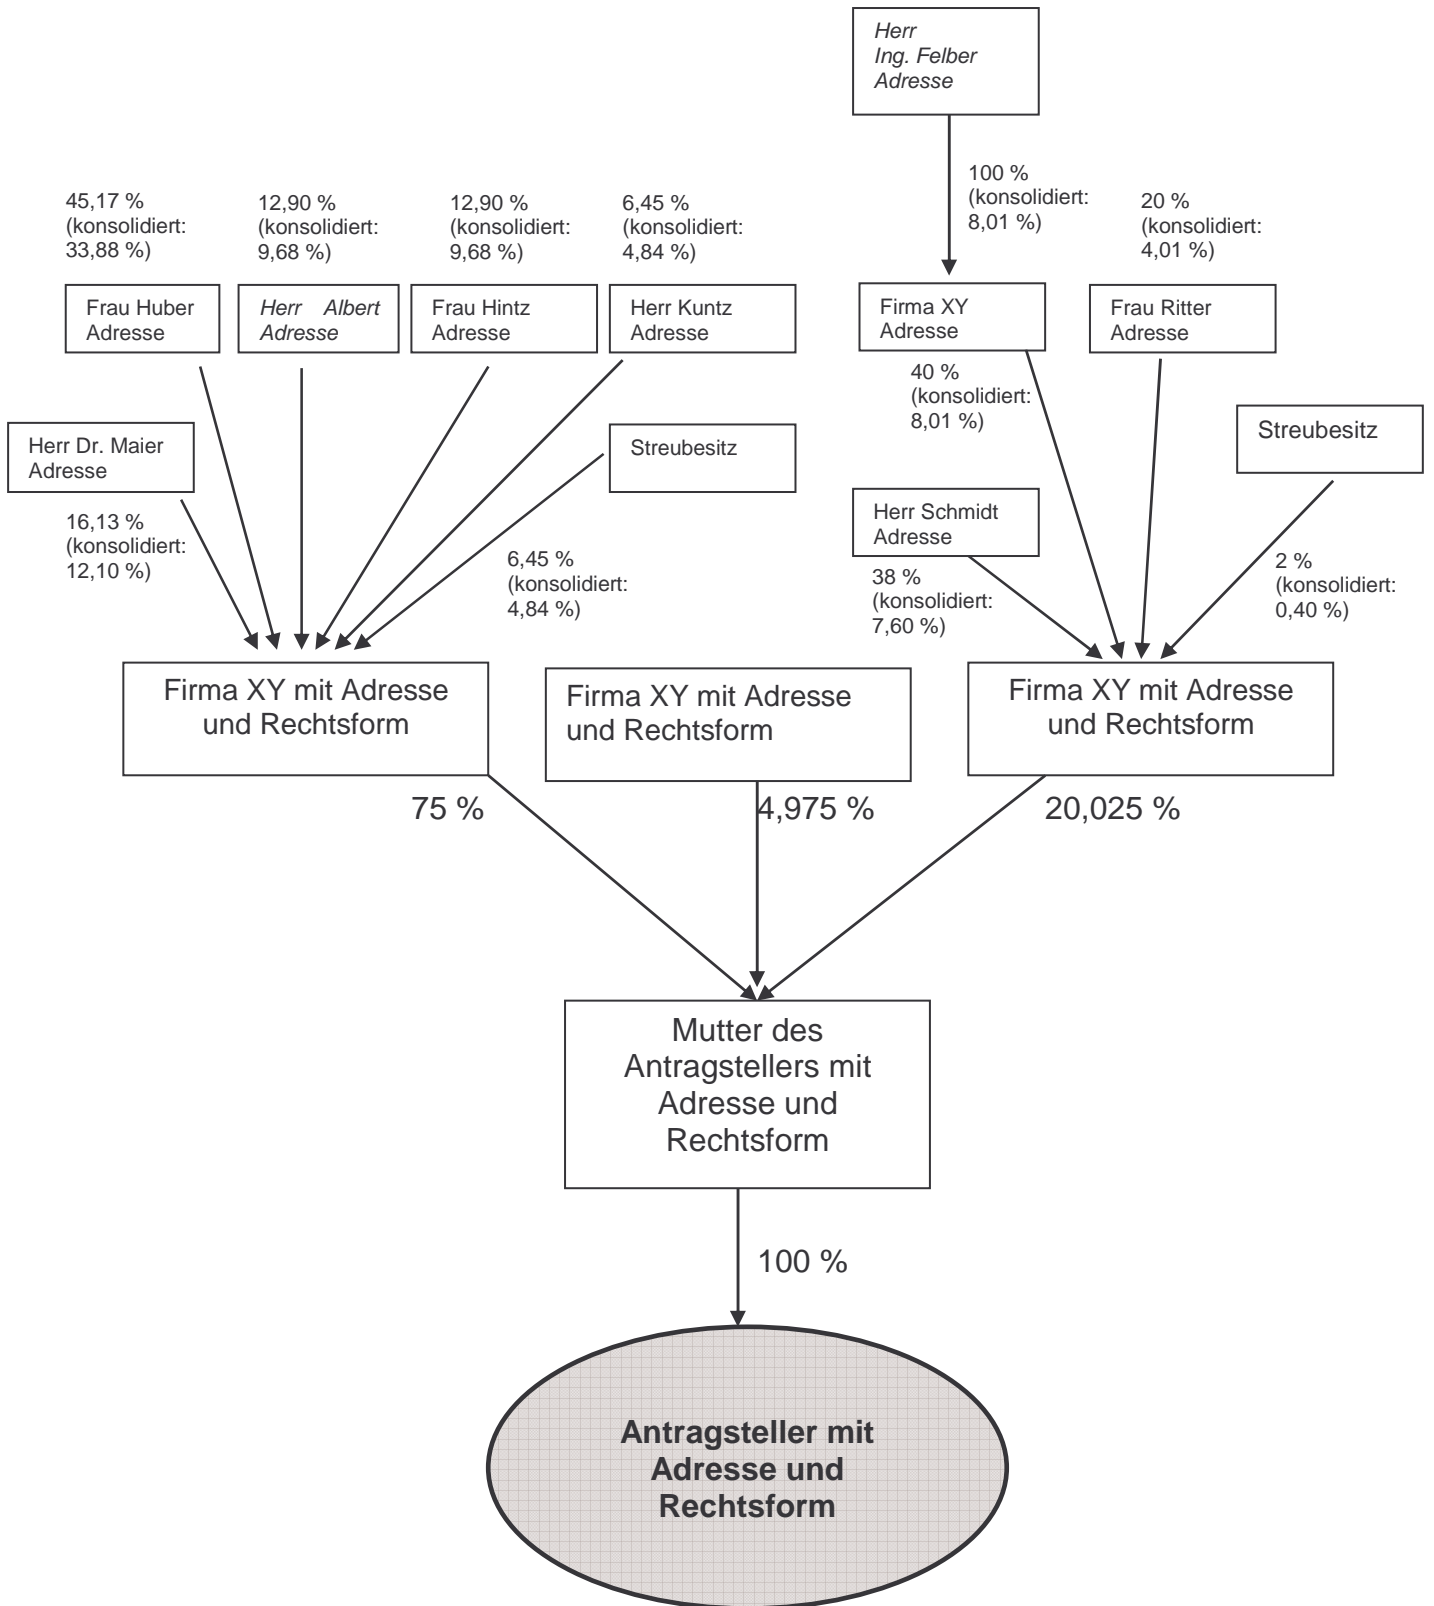 Herr
Ing. Felber
Adresse
100 %
(konsolidiert:
8,01 %)
45,17 %
(konsolidiert:
33,88 %)
12,90 %
(konsolidiert:
9,68 %)
12,90 %
(konsolidiert:
9,68 %)
6,45 %
(konsolidiert:
4,84 %)
20 %
(konsolidiert:
4,01 %)
Frau Huber
Adresse
Herr Albert
Adresse
Frau Hintz
Adresse
Herr Kuntz
Adresse
Firma XY
Adresse
Frau Ritter
Adresse
40 %
(konsolidiert:
8,01 %)
Herr Dr. Maier
Adresse
Streubesitz
Streubesitz
16,13 %
(konsolidiert:
12,10 %)
6,45 %
(konsolidiert:
4,84 %)
Herr Schmidt
Adresse
38 %
(konsolidiert:
7,60 %)
2 %
(konsolidiert:
0,40 %)
Firma XY mit Adresse
und Rechtsform
Firma XY mit Adresse
und Rechtsform
Firma XY mit Adresse
und Rechtsform
75 %
4,975 %
20,025 %
Mutter des
Antragstellers mit
Adresse und
Rechtsform
100 %
Antragsteller mit
Adresse und
Rechtsform